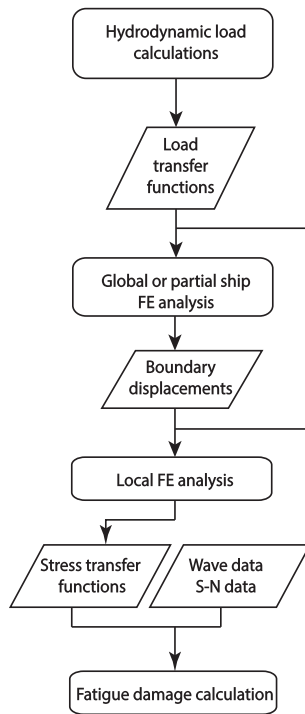 Hydrodynamic load
calculations
Load
transfer
functions
Global or partial ship
FE analysis
Boundary
displacements
Local FE analysis
Stress transfer
functions
Wave data
S-N data
Fatigue damage calculation